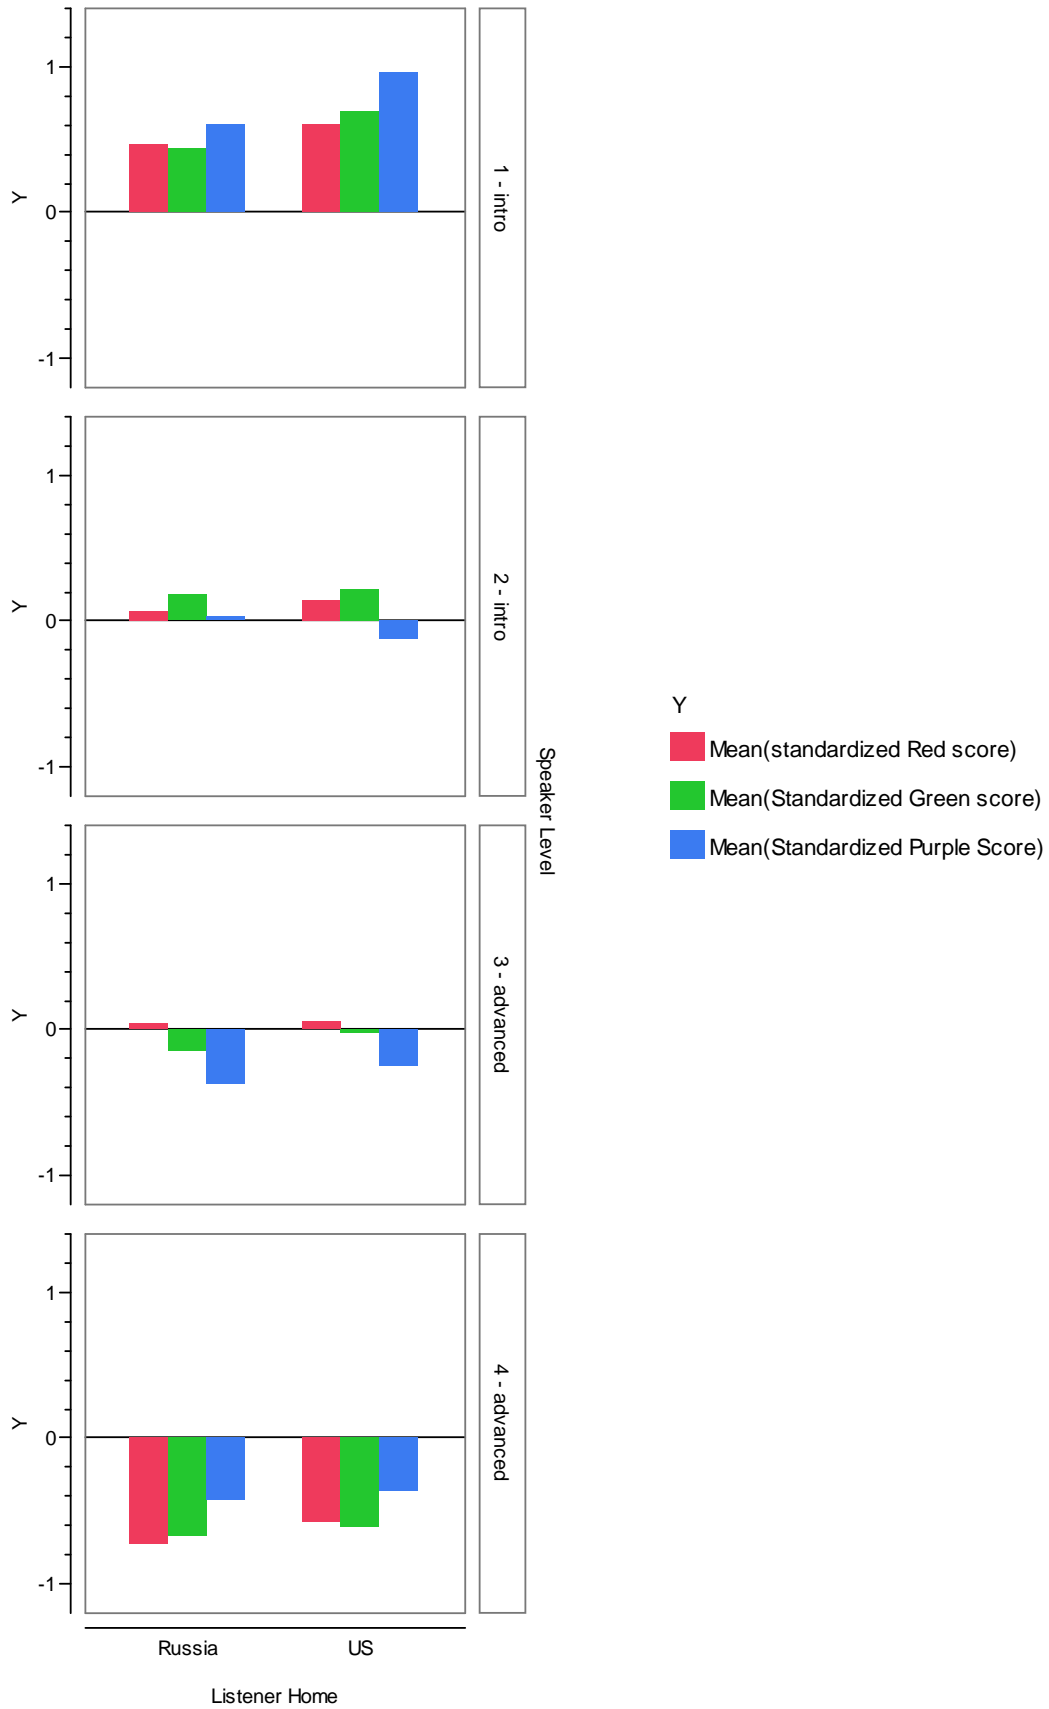 1
0
-1
Y
1 - intro
1
0
-1
Y
2 - intro
1
0
-1
Y
3 - advanced
1
0
-1
Y
4 - advanced
Speaker Level
Russia US
Listener Home
Y
Mean(standardized Red score)
Mean(Standardized Green score)
Mean(Standardized Purple Score)